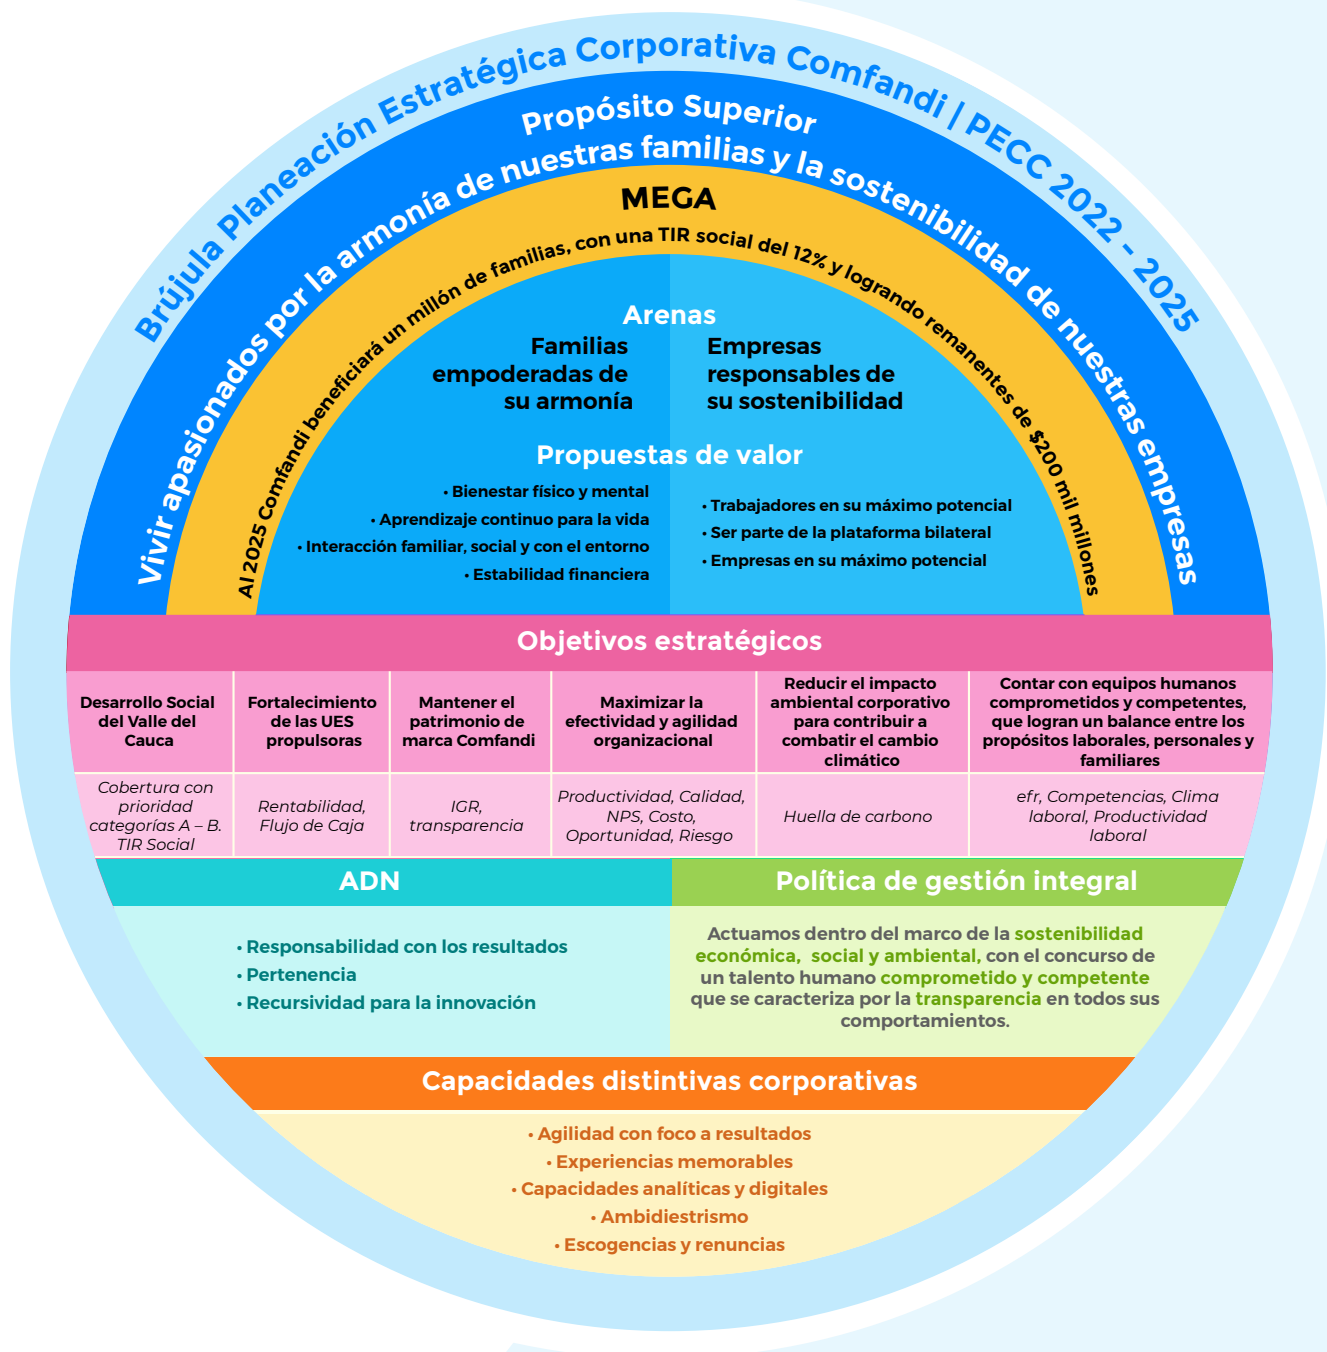 Brújula Planeación Estratégica Corporativa Comfandi | PECC 2022 - 2025
Propósito Superior
Vivir apasionados por la armonía de nuestras familias y la sostenibilidad de nuestras empresas
MEGA
Al 2025 Comfandi beneficiará un millón de familias, con una TIR social del 12% y logrando remanentes de $200 mil millones
Arenas
Familias
empoderadas de
su armonía
Empresas
responsables de
su sostenibilidad
Propuestas de valor
• Bienestar físico y mental
• Aprendizaje continuo para la vida
• Interacción familiar, social y con el entorno
• Estabilidad financiera
• Trabajadores en su máximo potencial
• Ser parte de la plataforma bilateral
• Empresas en su máximo potencial
Objetivos estratégicos
Desarrollo Social
del Valle del
Cauca
Fortalecimiento
de las UES
propulsoras
Mantener el
patrimonio de
marca Comfandi
Maximizar la
efectividad y agilidad
organizacional
Reducir el impacto
ambiental corporativo
para contribuir a
combatir el cambio
climático
Contar con equipos humanos
comprometidos y competentes,
que logran un balance entre los
propósitos laborales, personales y
familiares
Cobertura con
prioridad
categorías A – B.
TIR Social
Rentabilidad,
Flujo de Caja
IGR,
transparencia
Productividad, Calidad,
NPS, Costo,
Oportunidad, Riesgo
Huella de carbono
efr, Competencias, Clima
laboral, Productividad
laboral
ADN
• Responsabilidad con los resultados
• Pertenencia
• Recursividad para la innovación
Política de gestión integral
Actuamos dentro del marco de la sostenibilidad
económica, social y ambiental, con el concurso de
un talento humano comprometido y competente
que se caracteriza por la transparencia en todos sus
comportamientos.
Capacidades distintivas corporativas
• Agilidad con foco a resultados
• Experiencias memorables
• Capacidades analíticas y digitales
• Ambidiestrismo
• Escogencias y renuncias